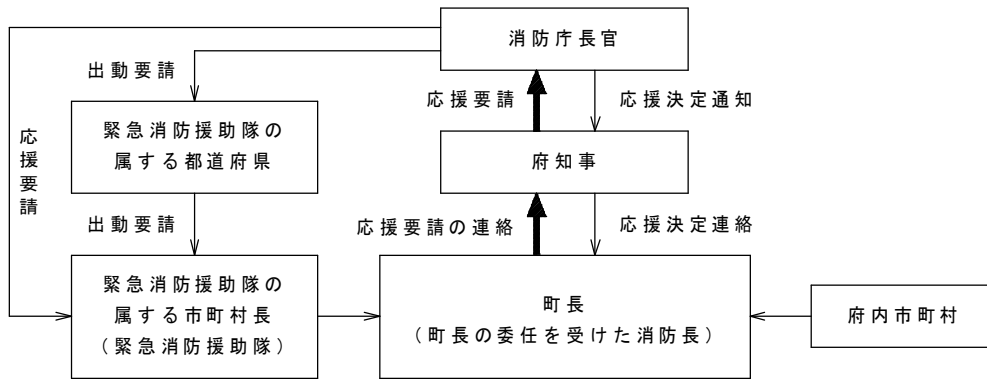 消防庁長官
出動要請
応援要請
応援決定通知
緊急消防援助隊の
属する都道府県
府知事
応援要請
出動要請
応援要請の連絡
応援決定連絡
緊急消防援助隊の
属する市町村長
（緊急消防援助隊）
町長
（町長の委任を受けた消防長）
府内市町村